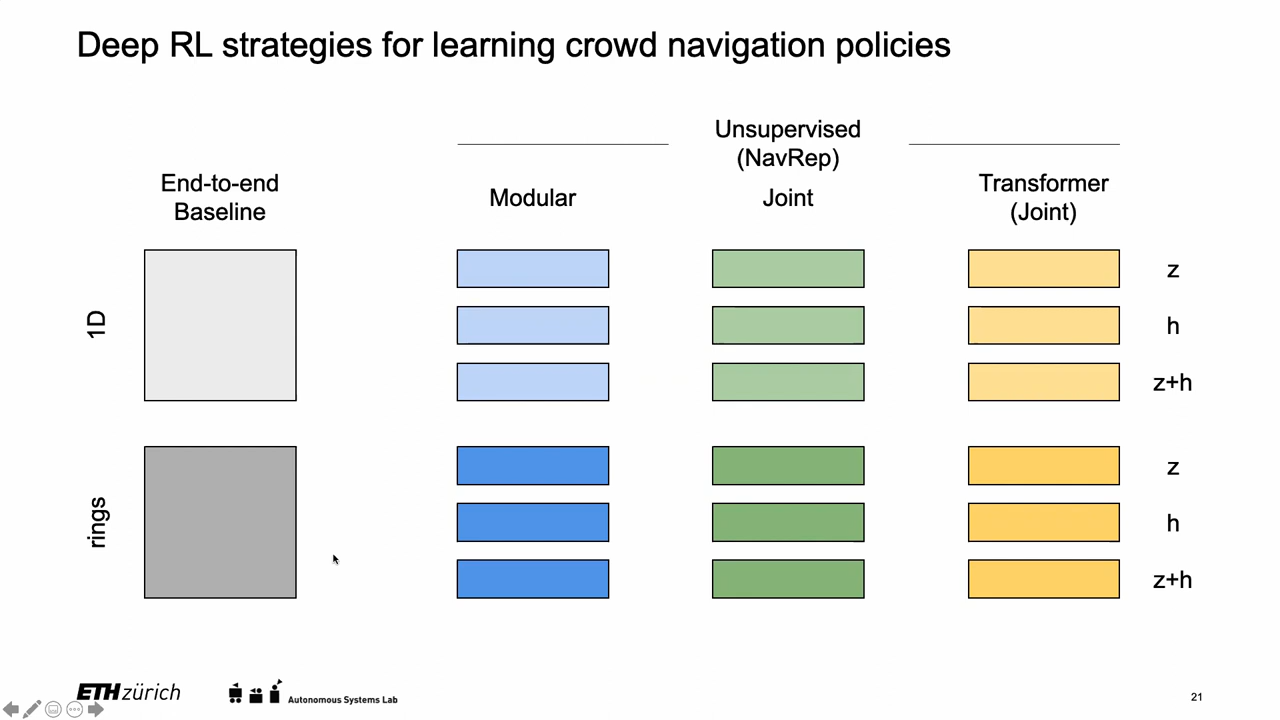 Deep RL strategies for learning crowd navigation policies
Unsupervised
(NavRep)
End-to-end
Baseline
Modular
Joint
Transformer
(Joint)
1D
z
h
z+h
rings
z
h
z+h
ETH zürich
Autonomous Systems Lab
21